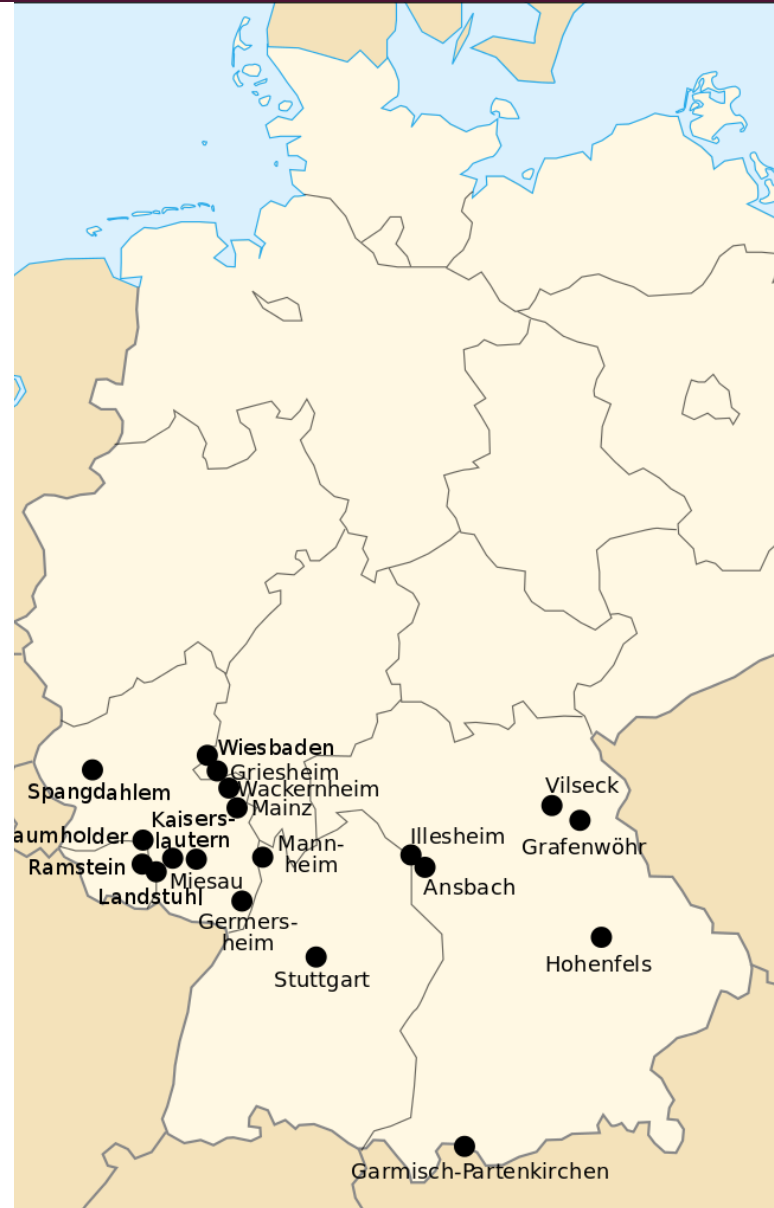 Wiesbaden
Griesheim
Spangdahlem
Wackernheim
Vilseck
Mainz
Kaisers-
lautern
aumholder
Illesheim
Mann-
heim
Grafenwöhr
Ramstein
Miesau
Ansbach
Landstuhl
Germers-
heim
Hohenfels
Stuttgart
Garmisch-Partenkirchen